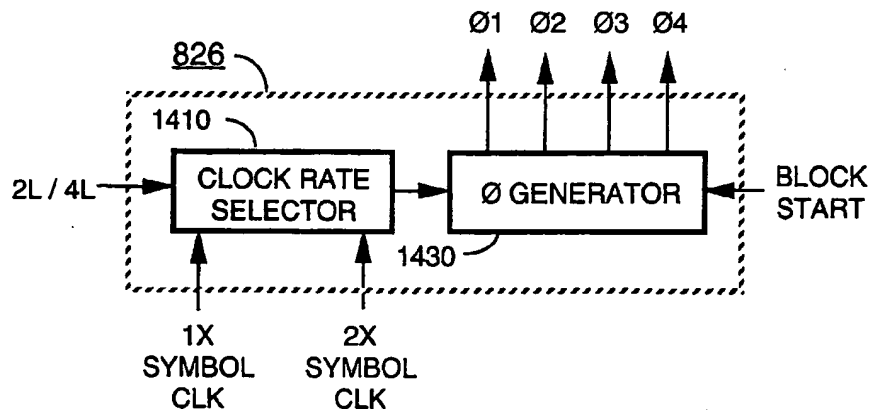 Ø1 Ø2 Ø3 Ø4
826
1410
2L / 4L
CLOCK RATE
SELECTOR
Ø GENERATOR
BLOCK
START
1430
1X
SYMBOL
CLK
2X
SYMBOL
CLK